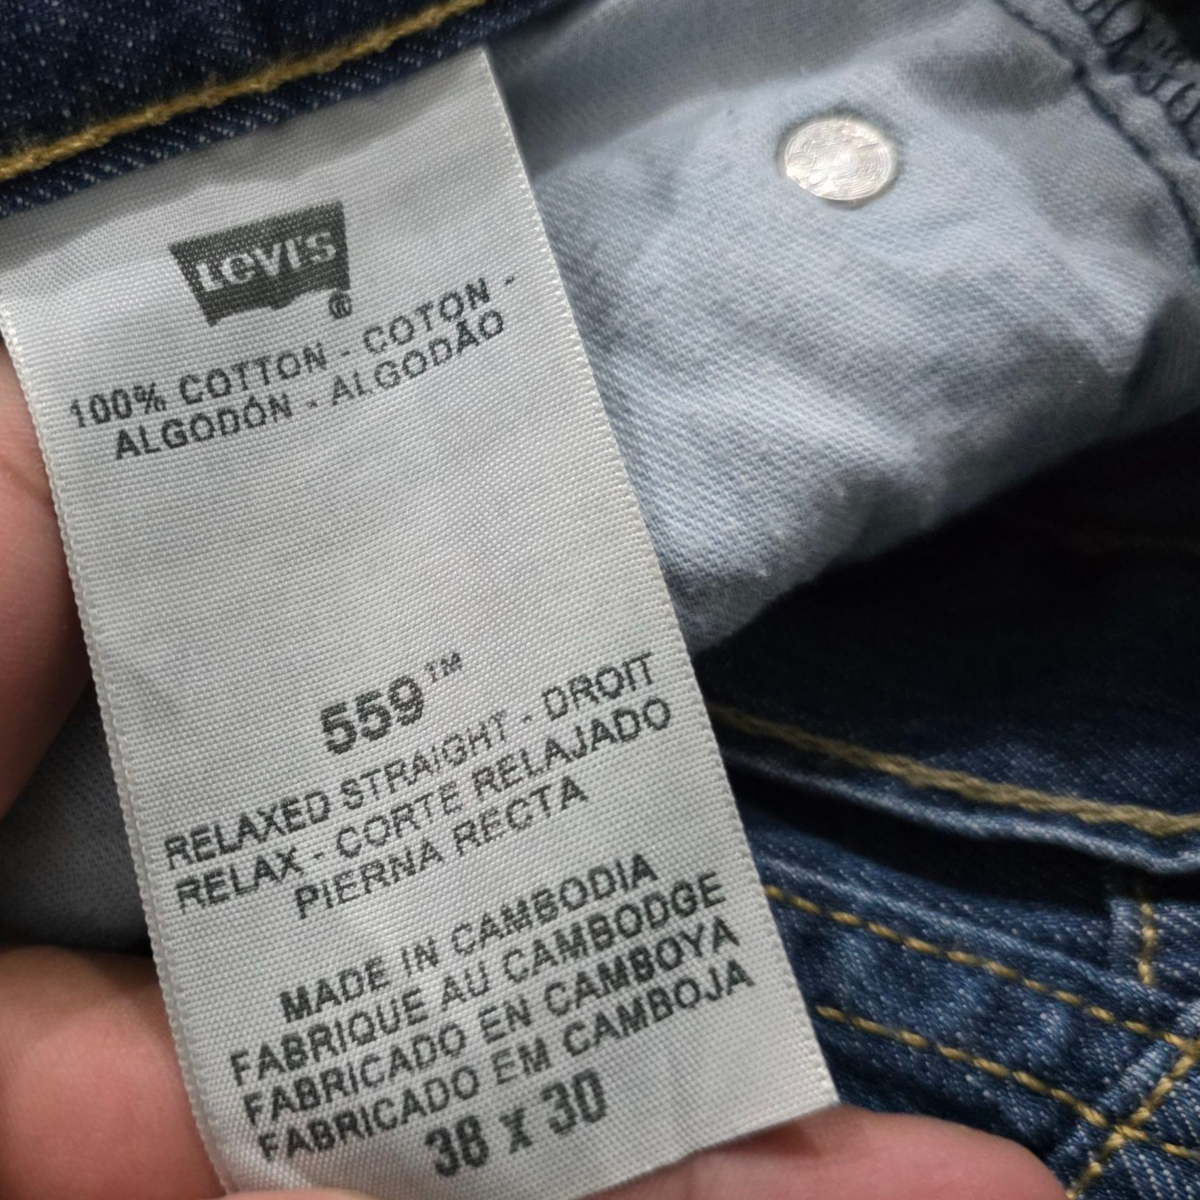 LEVI'S
®
100% COTTON - COTON -
ALGODÓN - ALGODÃO
559™
RELAXED STRAIGHT - DROIT
RELAX - CORTE RELAJADO
PIERNA RECTA
MADE IN CAMBODIA
FABRIQUE AU CAMBODGE
FABRICADO EN CAMBOYA
FABRICADO EM CAMBOJA
38 x 30